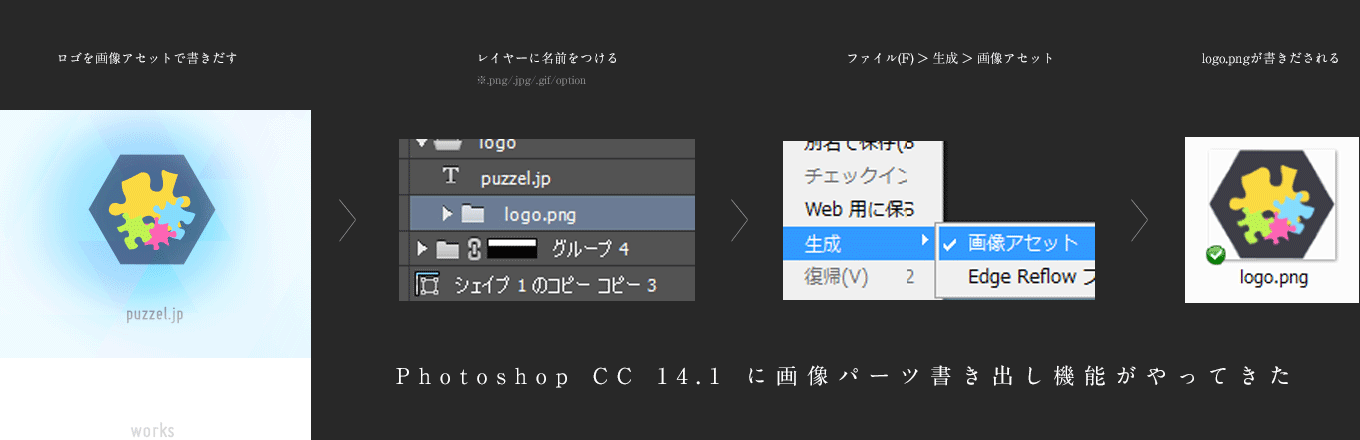 ロゴを画像アセットで書きだす
レイヤーに名前をつける
※.png/.jpg/.gif/option
ファイル(F) > 生成 > 画像アセット
logo.pngが書きだされる
puzzel.jp
works
logo
puzzel.jp
logo.png
グループ 4
シェイプ 1 のコピー コピー 3
別名で保存(
チェックイン
Web 用に保
生成
復帰(V)
画像アセット
Edge Reflow プ
logo.png
Photoshop CC 14.1 に画像パーツ書き出し機能がやってきた